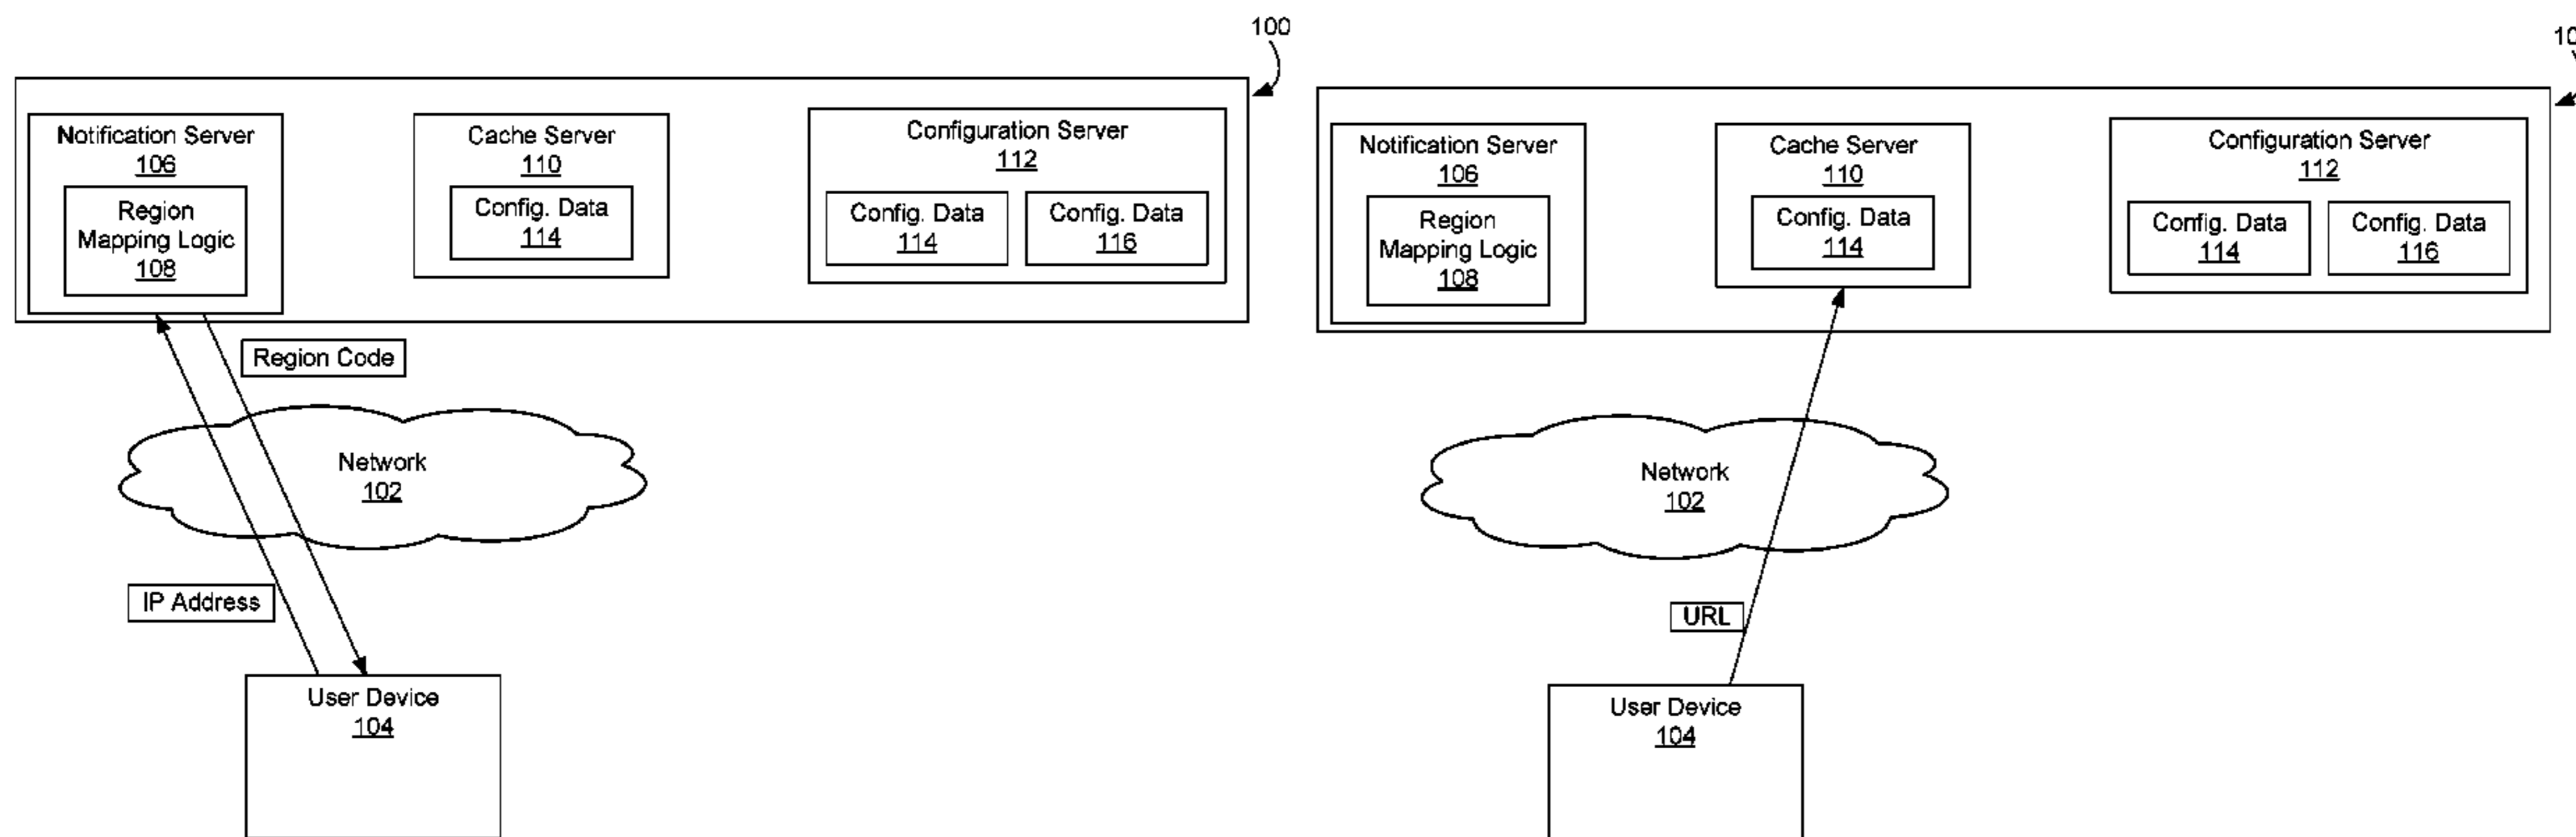 100
Notification Server
106
Region
Mapping Logic
108
Cache Server
110
Config. Data
114
Configuration Server
112
Config. Data
114
Config. Data
116
Region Code
Network
102
IP Address
User Device
104
10
Notification Server
106
Region
Mapping Logic
108
Cache Server
110
Config. Data
114
Configuration Server
112
Config. Data
114
Config. Data
116
Network
102
URL
User Device
104